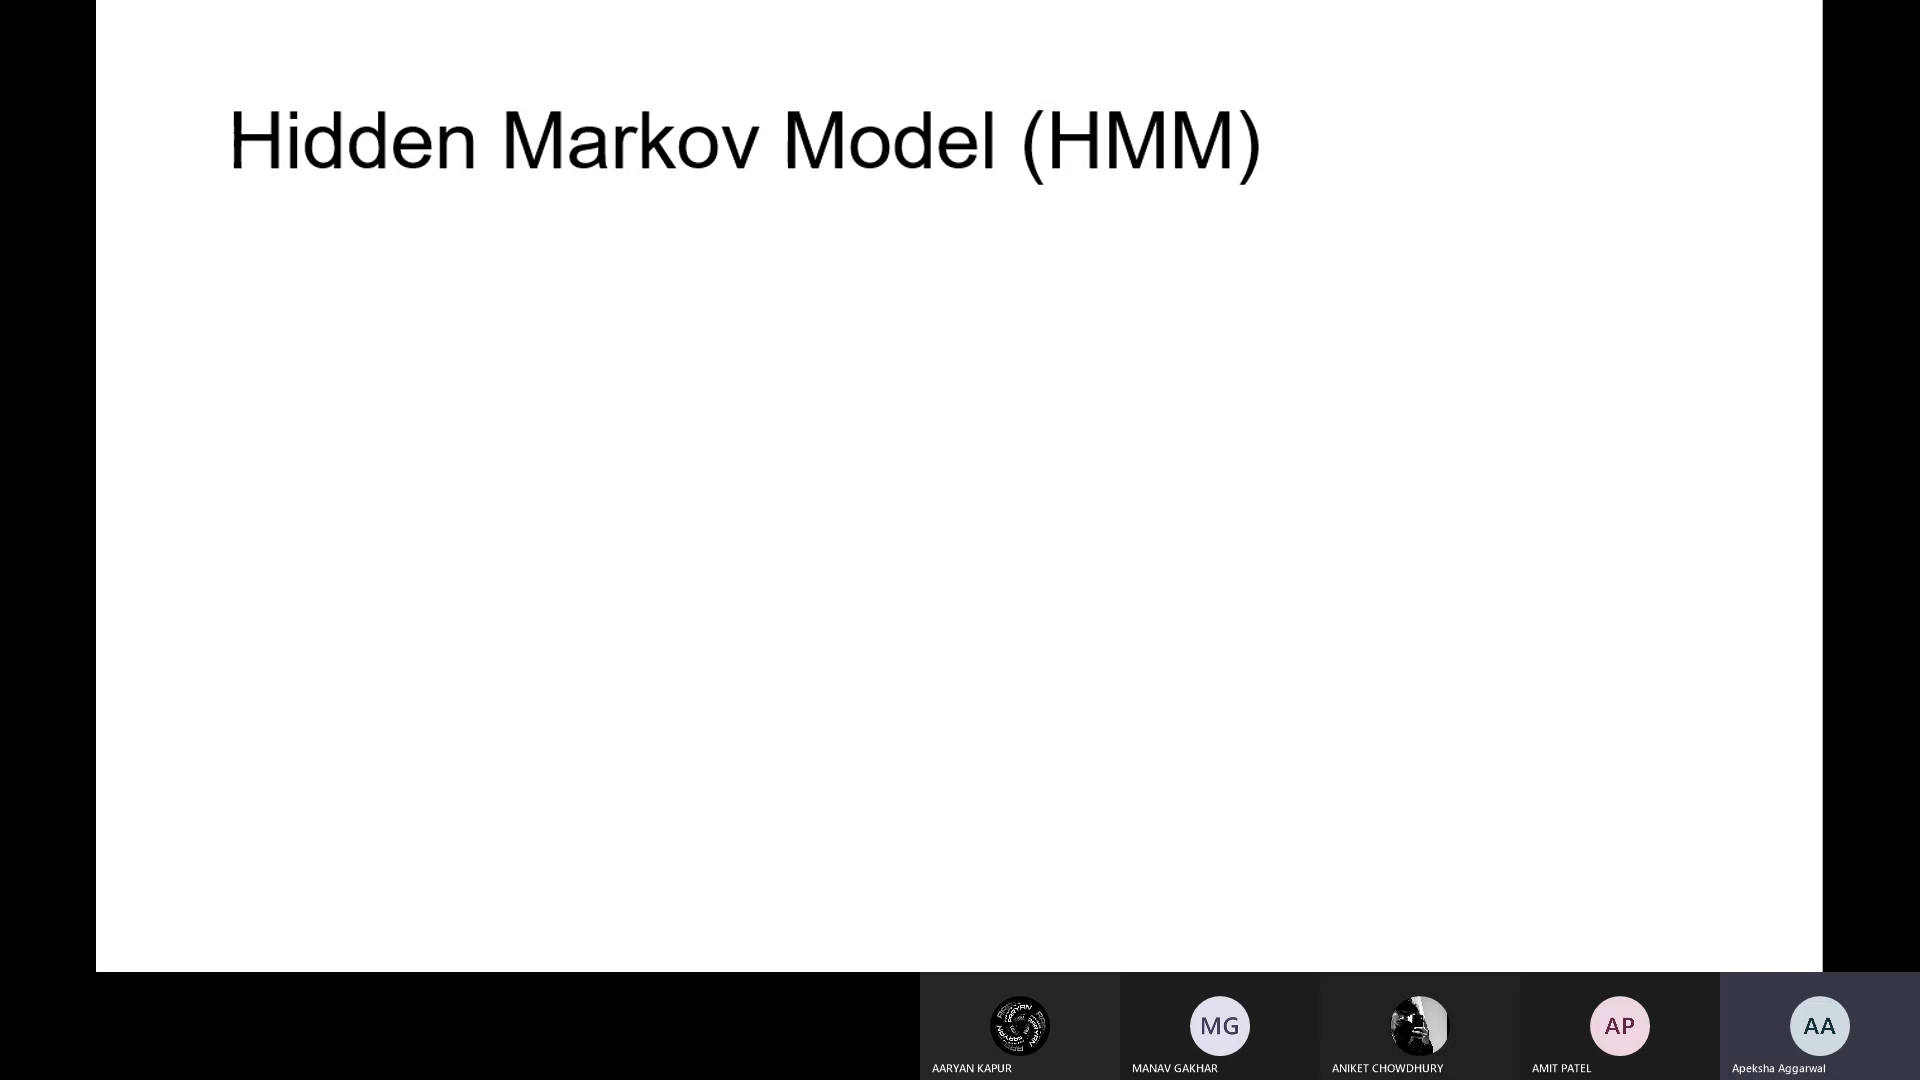 Hidden Markov Model (HMM)
MG
AP
AA
AARYAN KAPUR
MANAV GAKHAR
ANIKET CHOWDHURY
AMIT PATEL
Apeksha Aggarwal